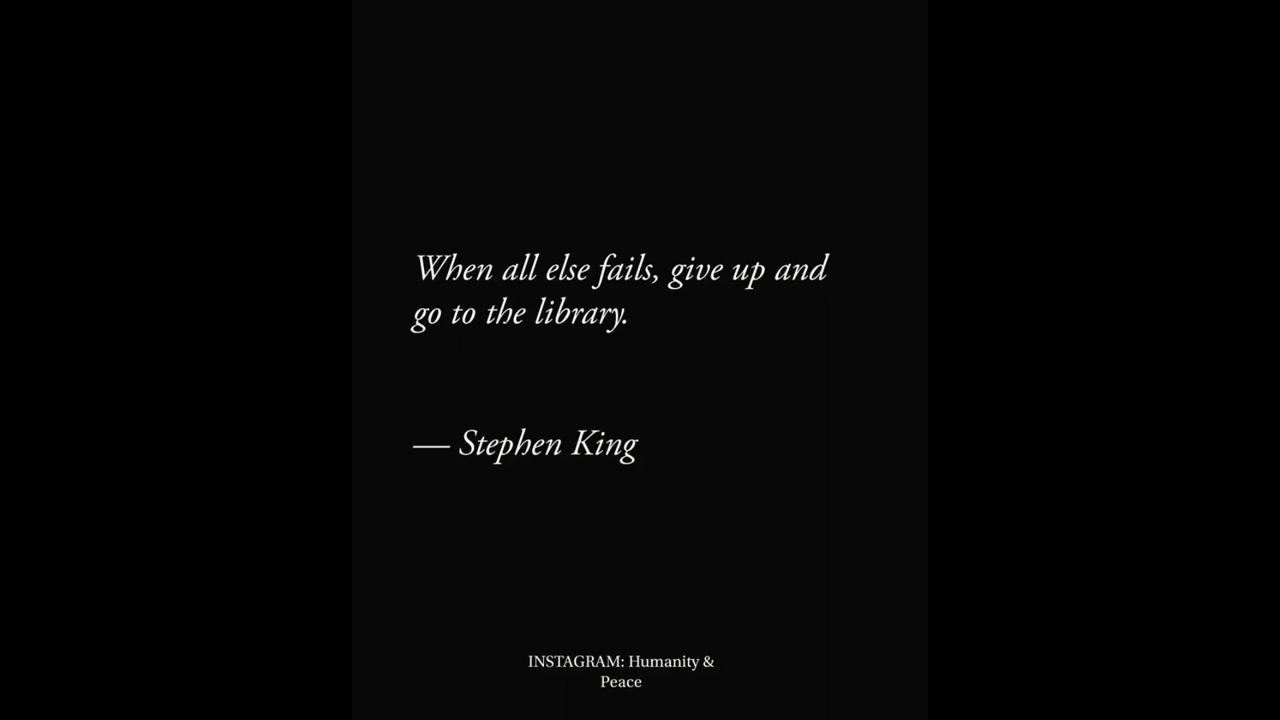 When all else fails, give up and
go to the library.
— Stephen King
INSTAGRAM: Humanity &
Peace